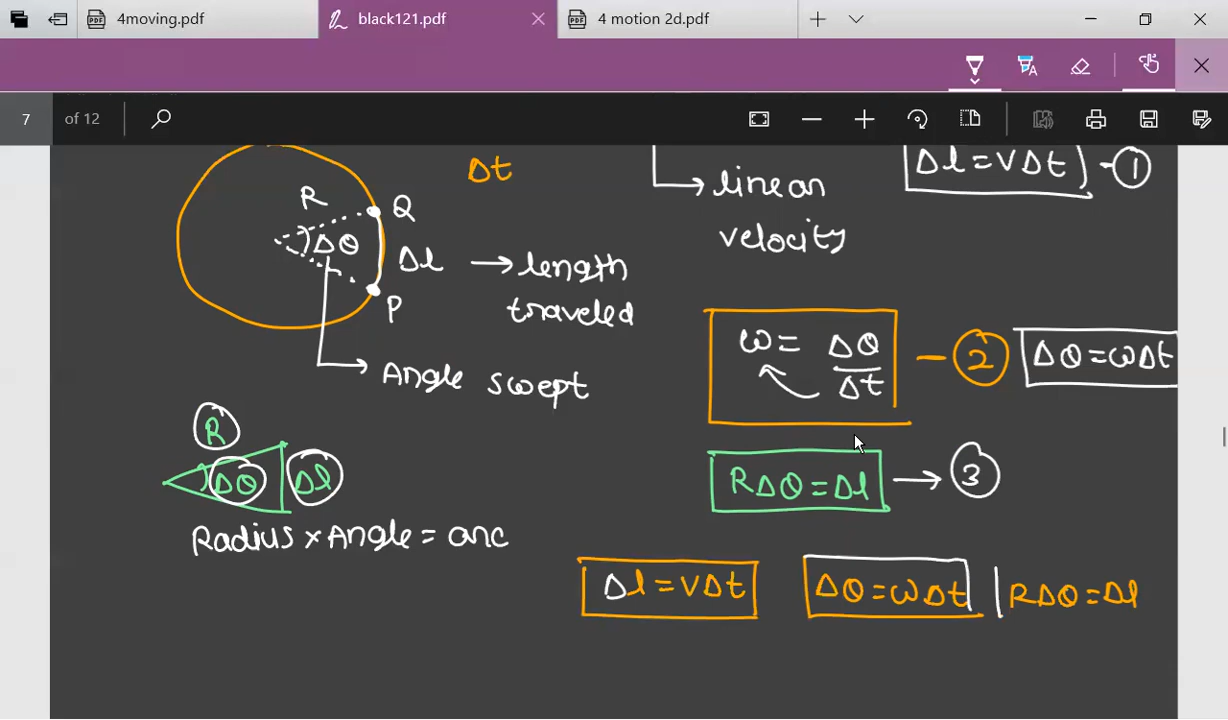 4moving.pdf
black121.pdf
4 motion 2d.pdf
7 of 12
Δt
linear
velocity
Δl = VΔt -①
R
Q
Δθ
Δl → length
traveled
P
Angle swept
ω = Δθ/Δt - ② Δθ = ωΔt
R
Δθ Δl
RΔθ = Δl → ③
Radius × Angle = arc
Δl = VΔt Δθ = ωΔt | RΔθ = Δl